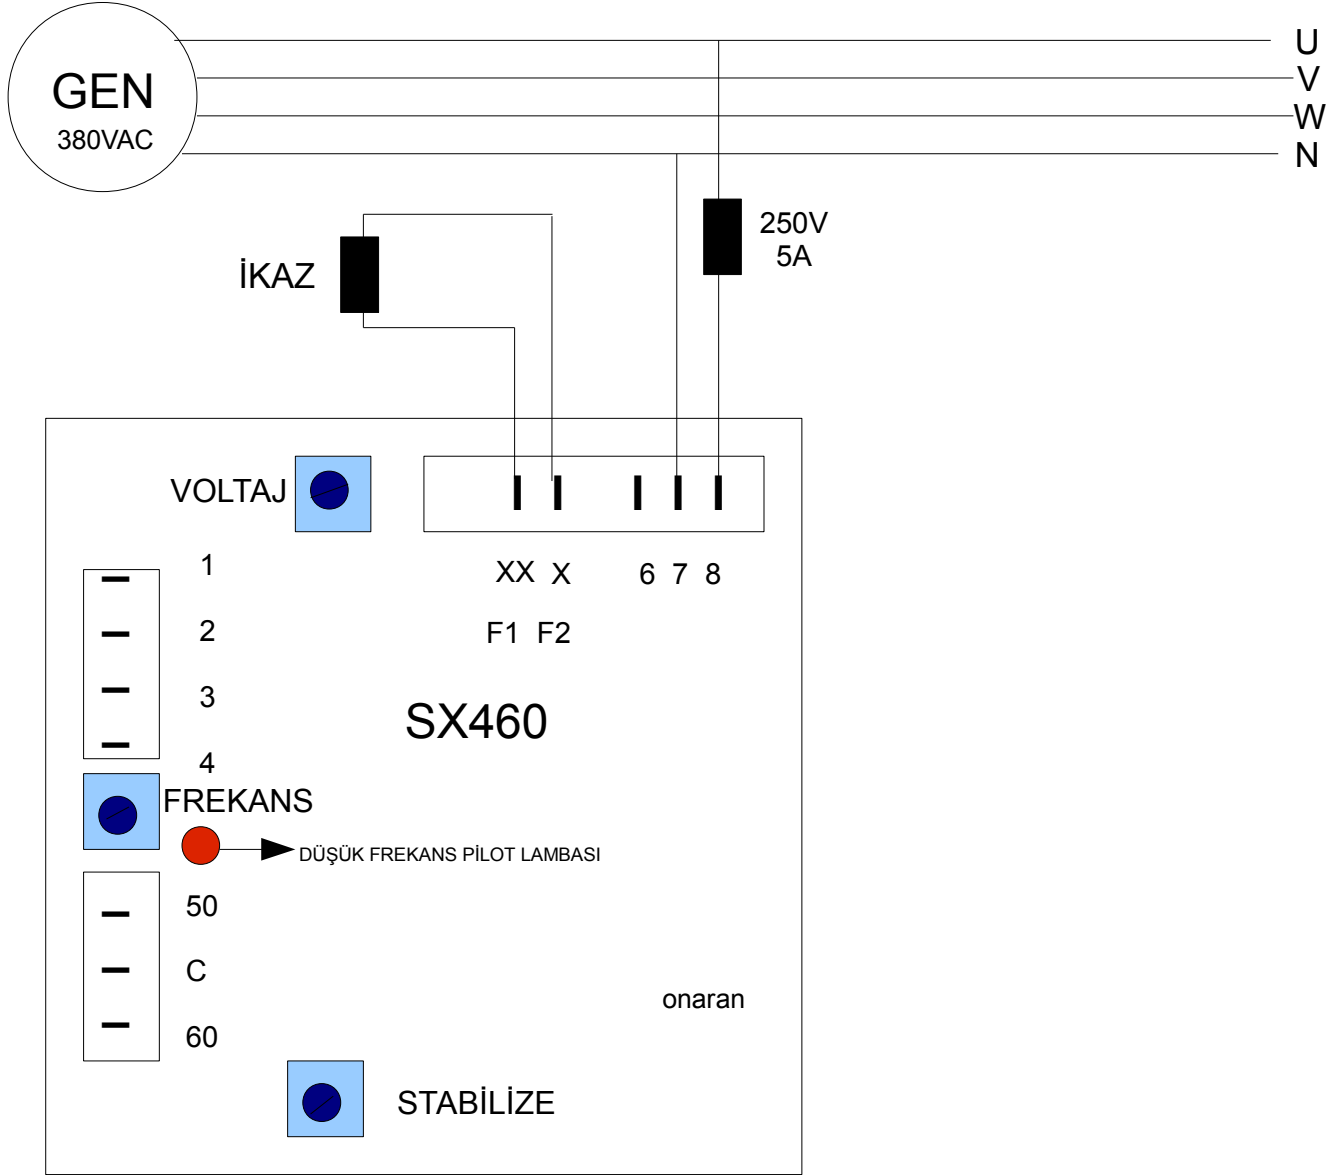 GEN
380VAC
U
V
W
N
İKAZ
250V
5A
VOLTAJ
XX X 6 7 8
F1 F2
1
2
3
4
SX460
FREKANS
DÜŞÜK FREKANS PİLOT LAMBASI
50
C
60
onaran
STABİLİZE